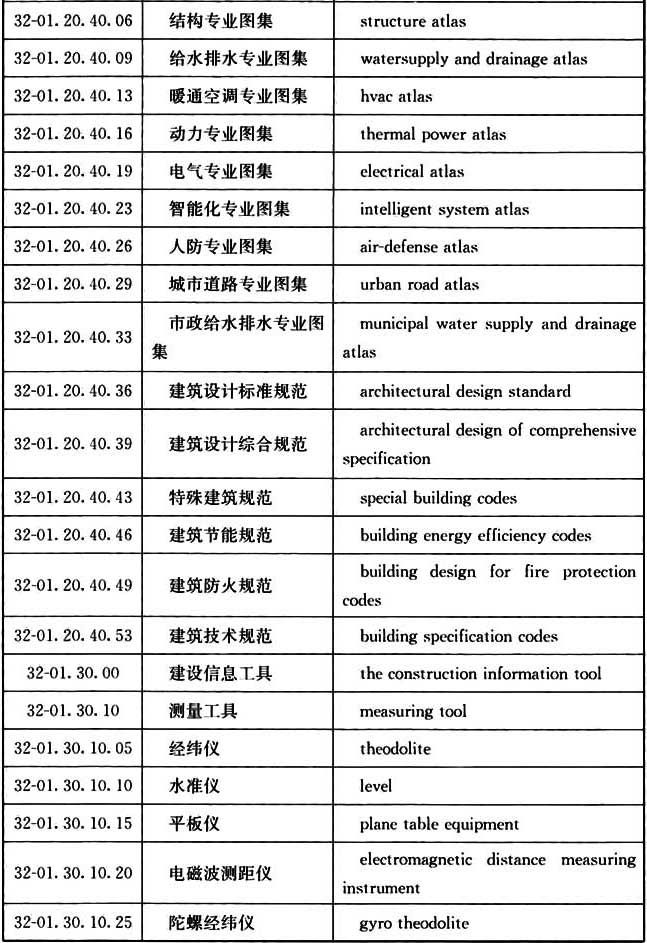 32-01. 20. 40. 06 结构专业图集 structure atlas
32-01. 20. 40. 09 给水排水专业图集 watersupply and drainage atlas
32-01. 20. 40. 13 暖通空调专业图集 hvac atlas
32-01. 20. 40. 16 动力专业图集 thermal power atlas
32-01. 20. 40. 19 电气专业图集 electrical atlas
32-01. 20. 40. 23 智能化专业图集 intelligent system atlas
32-01. 20. 40. 26 人防专业图集 air-defense atlas
32-01. 20. 40. 29 城市道路专业图集 urban road atlas
32-01. 20. 40. 33 市政给水排水专业图
集 municipal water supply and drainage
atlas
32-01. 20. 40. 36 建筑设计标准规范 architectural design standard
32-01. 20. 40. 39 建筑设计综合规范 architectural design of comprehensive
specification
32-01. 20. 40. 43 特殊建筑规范 special building codes
32-01. 20. 40. 46 建筑节能规范 building energy efficiency codes
32-01. 20. 40. 49 建筑防火规范 building design for fire protection
codes
32-01. 20. 40. 53 建筑技术规范 building specification codes
32-01. 30. 00 建设信息工具 the construction information tool
32-01. 30. 10 测量工具 measuring tool
32-01. 30. 10. 05 经纬仪 theodolite
32-01. 30. 10. 10 水准仪 level
32-01. 30. 10. 15 平板仪 plane table equipment
32-01. 30. 10. 20 电磁波测距仪 electromagnetic distance measuring
instrument
32-01. 30. 10. 25 陀螺经纬仪 gyro theodolite